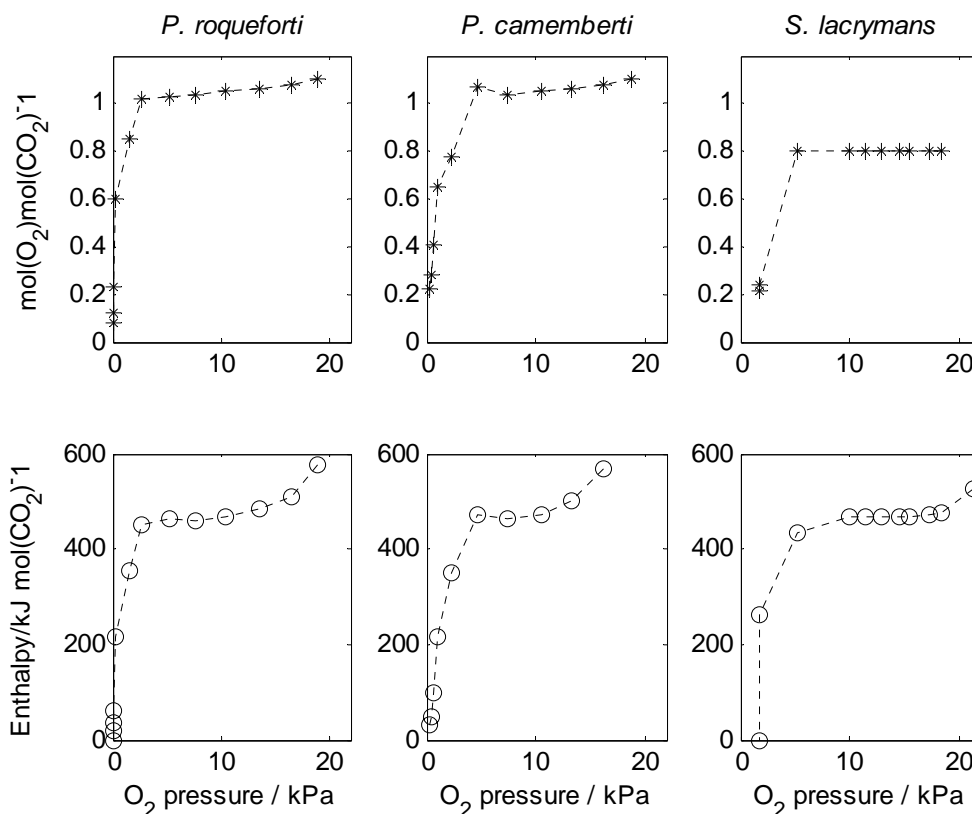 P. roqueforti
P. camemberti
S. lacrymans
mol(O2)mol(CO2)-1
1
0.8
0.6
0.4
0.2
0
0 10 20
1
0.8
0.6
0.4
0.2
0
0 10 20
1
0.8
0.6
0.4
0.2
0
0 10 20
Enthalpy/kJ mol(CO2)-1
600
400
200
0
0 10 20
O2 pressure / kPa
600
400
200
0
0 10 20
O2 pressure / kPa
600
400
200
0
0 10 20
O2 pressure / kPa